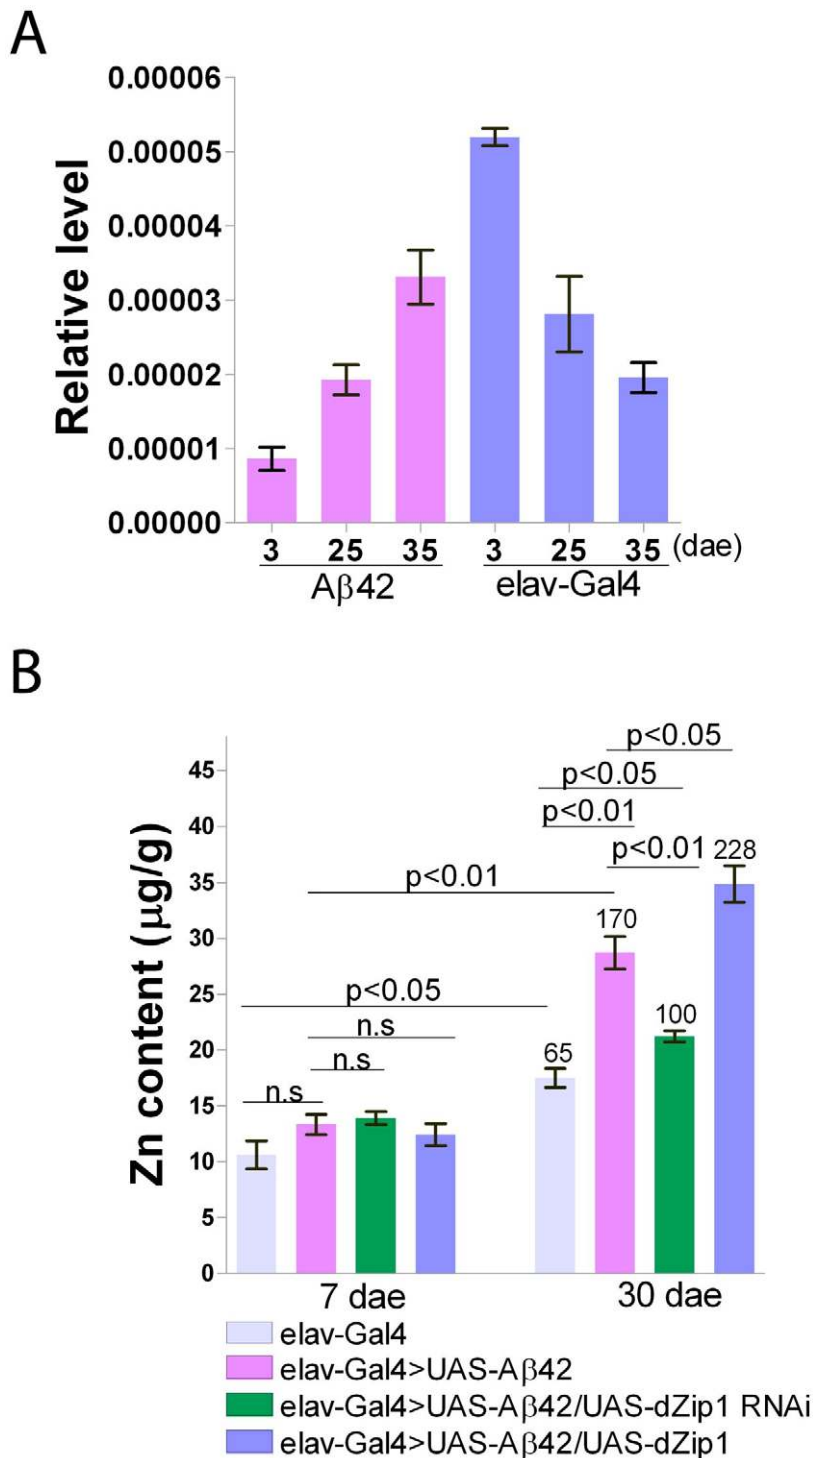 A
0.00006
0.00005
0.00004
0.00003
0.00002
0.00001
0.00000
Relative level
3 25 35 3 25 35 (dae)
Aβ42 elav-Gal4
B
Zn content (μg/g)
45
40
35
30
25
20
15
10
5
0
p<0.05
p<0.05
p<0.01
p<0.01
p<0.01
228
170
100
65
p<0.05
n.s
n.s
n.s
7 dae 30 dae
elav-Gal4
elav-Gal4>UAS-Aβ42
elav-Gal4>UAS-Aβ42/UAS-dZip1 RNAi
elav-Gal4>UAS-Aβ42/UAS-dZip1